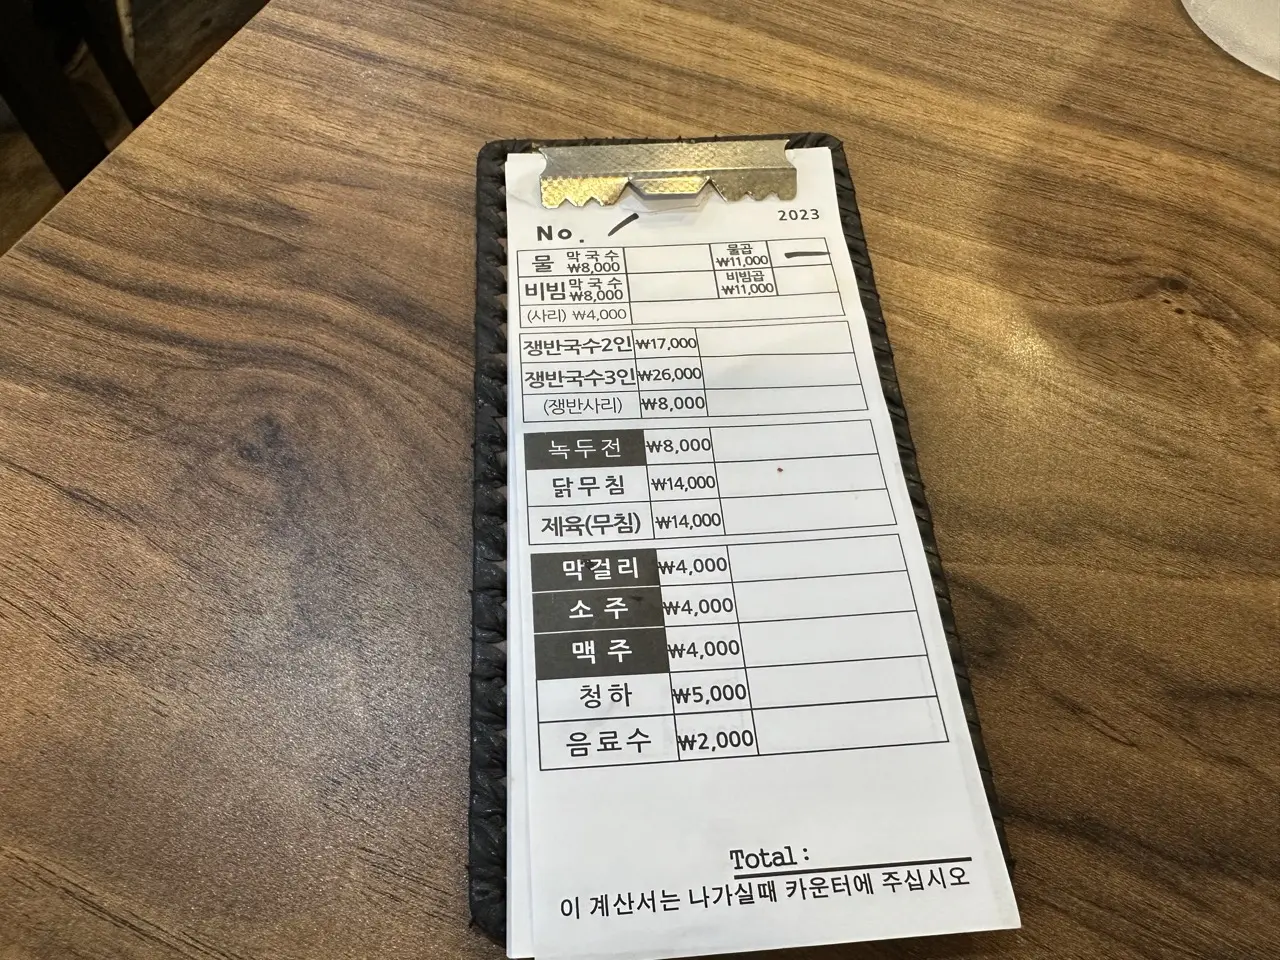 No. /
2023
물 막국수 ₩8,000 물곱 ₩11,000 —
비빔 막국수 ₩8,000 비빔곱 ₩11,000
(사리) ₩4,000
쟁반국수2인 ₩17,000
쟁반국수3인 ₩26,000
(쟁반사리) ₩8,000
녹두전 ₩8,000
닭무침 ₩14,000
제육(무침) ₩14,000
막걸리 ₩4,000
소주 ₩4,000
맥주 ₩4,000
청하 ₩5,000
음료수 ₩2,000
Total:
이 계산서는 나가실때 카운터에 주십시오